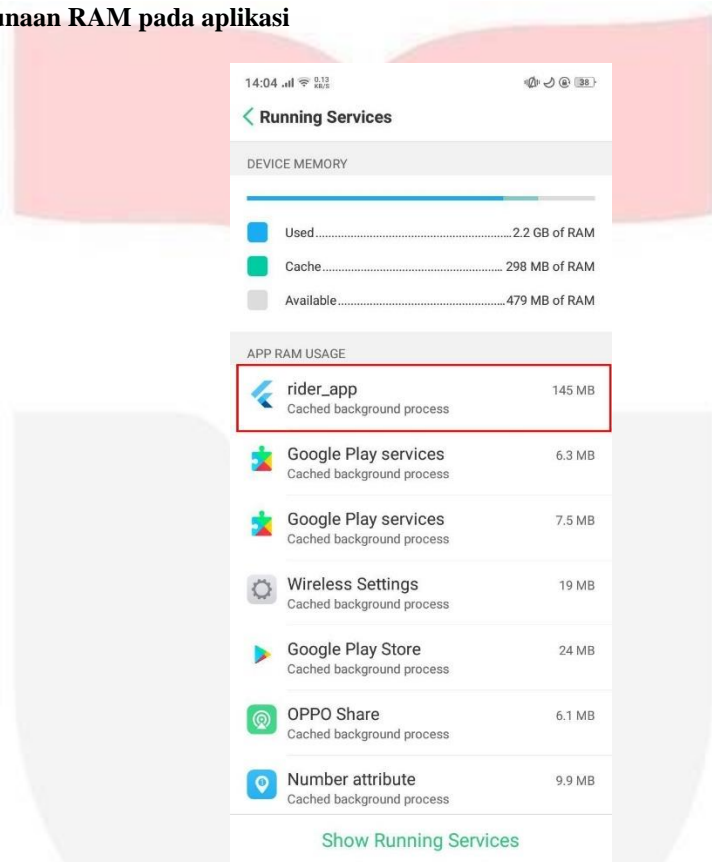 unaan RAM pada aplikasi
14:04 0.13 KB/S 38
Running Services
DEVICE MEMORY
Used 2.2 GB of RAM
Cache 298 MB of RAM
Available 479 MB of RAM
APP RAM USAGE
rider_app 145 MB
Cached background process
Google Play services 6.3 MB
Cached background process
Google Play services 7.5 MB
Cached background process
Wireless Settings 19 MB
Cached background process
Google Play Store 24 MB
Cached background process
OPPO Share 6.1 MB
Cached background process
Number attribute 9.9 MB
Cached background process
Show Running Services